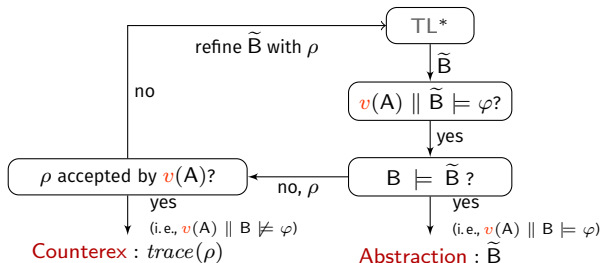 TL*
refine B̃ with ρ
B̃
no
v(A) ∥ B̃ ⊨ φ?
yes
ρ accepted by v(A)?
no, ρ
B ⊨ B̃ ?
yes
(i.e., v(A) ∥ B ⊭ φ)
yes
(i.e., v(A) ∥ B ⊨ φ)
Counterex : trace(ρ)
Abstraction : B̃